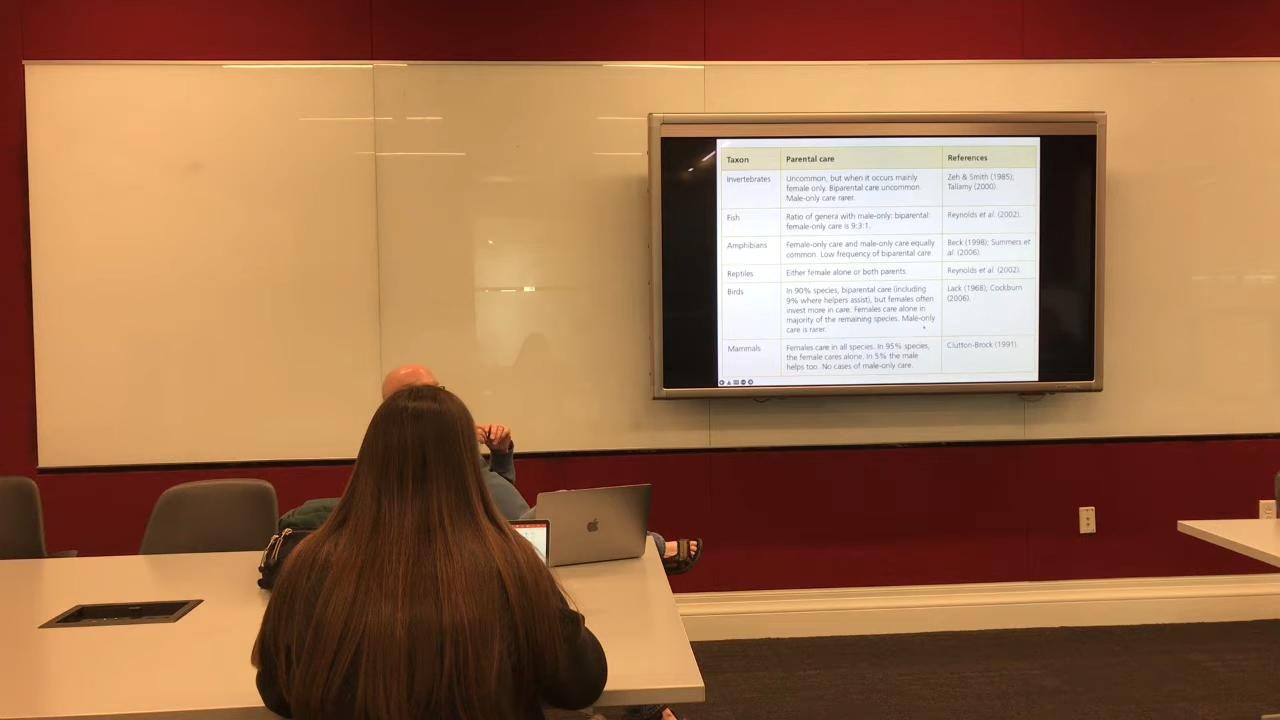 Taxon Parental care References
Invertebrates Uncommon, but when it occurs mainly Zeh & Smith (1985);
female only. Biparental care uncommon. Tallamy (2000).
Male-only care rarer.
Fish Ratio of genera with male-only: biparental: Reynolds et al. (2002).
female-only care is 9:3:1.
Amphibians Female-only care and male-only care equally Beck (1998); Summers et
common. Low frequency of biparental care. al. (2006).
Reptiles Either female alone or both parents. Reynolds et al. (2002).
Birds In 90% species, biparental care (including Lack (1968); Cockburn
9% where helpers assist), but females often (2006).
invest more in care. Females care alone in
majority of the remaining species. Male-only
care is rarer.
Mammals Females care in all species. In 95% species, Clutton-Brock (1991).
the female cares alone. In 5% the male
helps too. No cases of male-only care.